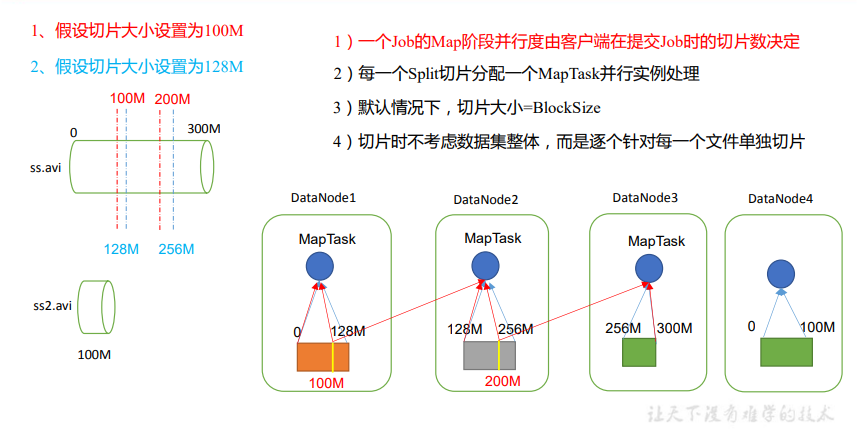 1、假设切片大小设置为100M
2、假设切片大小设置为128M
1）一个Job的Map阶段并行度由客户端在提交Job时的切片数决定
2）每一个Split切片分配一个MapTask并行实例处理
3）默认情况下，切片大小=BlockSize
4）切片时不考虑数据集整体，而是逐个针对每一个文件单独切片
100M 200M
0 300M
ss.avi
128M 256M
ss2.avi
100M
DataNode1 DataNode2 DataNode3 DataNode4
MapTask MapTask MapTask
0 128M 128M 256M 256M 300M 0 100M
100M 200M
让天下没有难学的技术